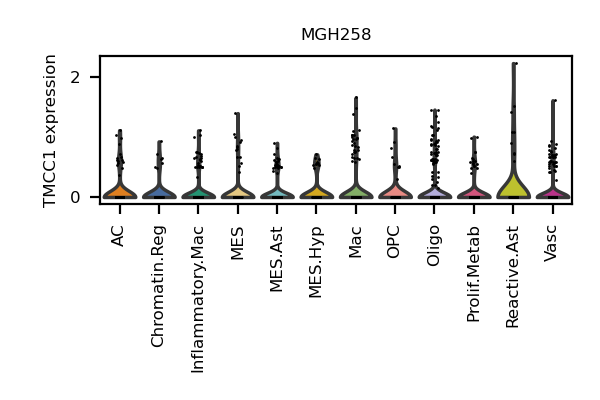 MGH258
TMCC1 expression
2
0
AC
Chromatin.Reg
Inflammatory.Mac
MES
MES.Ast
MES.Hyp
Mac
OPC
Oligo
Prolif.Metab
Reactive.Ast
Vasc